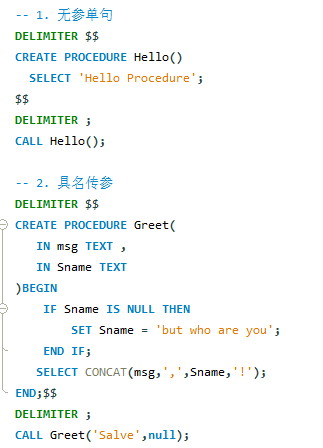 -- 1. 无参单句
DELIMITER $$
CREATE PROCEDURE Hello()
  SELECT 'Hello Procedure';
$$
DELIMITER ;
CALL Hello();

-- 2. 具名传参
DELIMITER $$
CREATE PROCEDURE Greet(
   IN msg TEXT ,
   IN Sname TEXT
)BEGIN
    IF Sname IS NULL THEN
        SET Sname = 'but who are you';
    END IF;
   SELECT CONCAT(msg,',',Sname,'!');
END;$$
DELIMITER ;
CALL Greet('Salve',null);